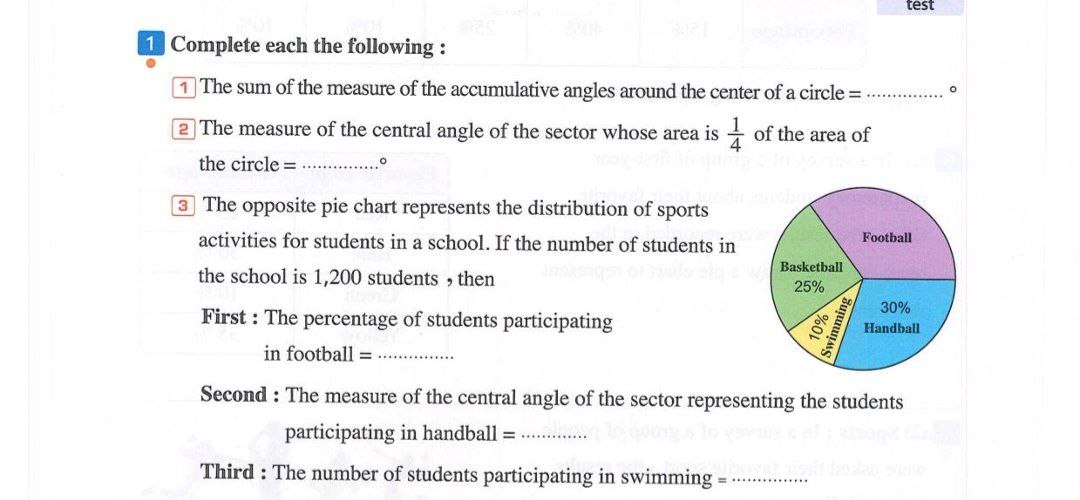 test
1 Complete each the following :
1 The sum of the measure of the accumulative angles around the center of a circle = .............. °
2 The measure of the central angle of the sector whose area is 1/4 of the area of
the circle = ..............°
3 The opposite pie chart represents the distribution of sports
activities for students in a school. If the number of students in
the school is 1,200 students , then
First : The percentage of students participating
in football = ..............
Football
Basketball
25%
10%
Swimming
30%
Handball
Second : The measure of the central angle of the sector representing the students
participating in handball = ............
Third : The number of students participating in swimming = ..............